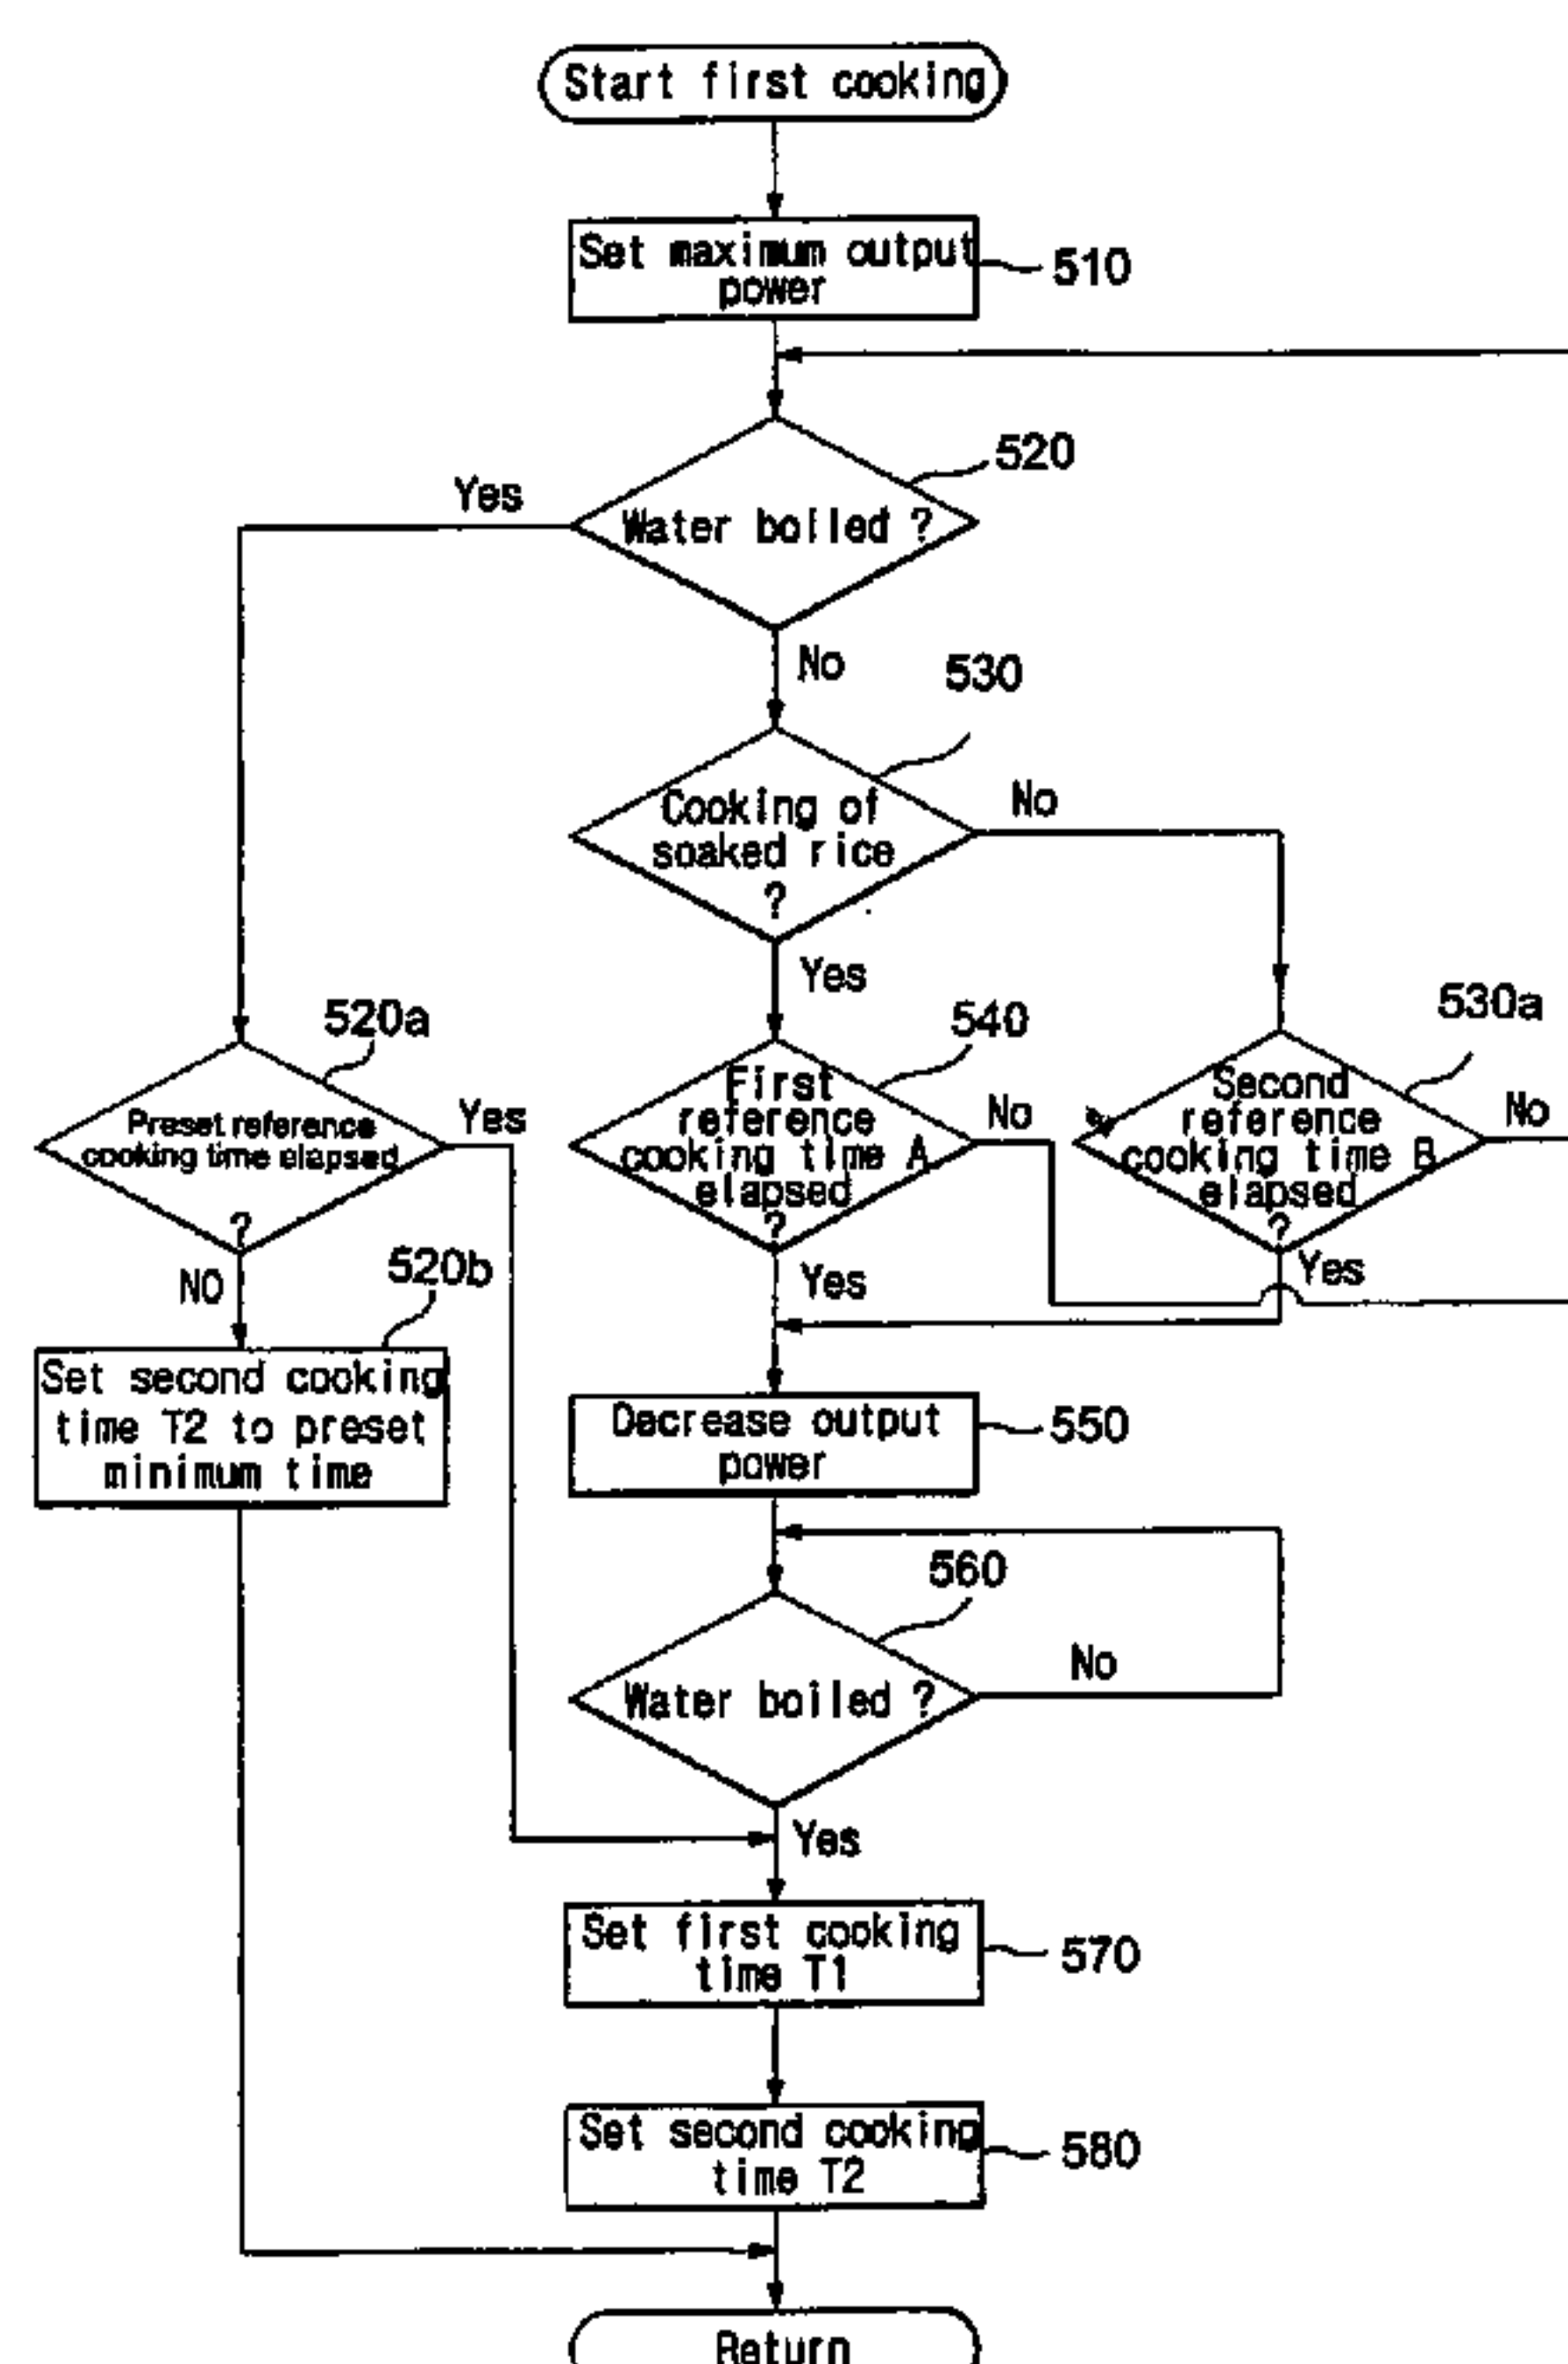 Start first cooking
Set maximum output
power
510
520
Yes
Water boiled ?
No
530
Cooking of
soaked rice
?
No
Yes
520a
540
530a
Preset reference
cooking time elapsed
?
Yes
First
reference
cooking time A
elapsed
?
No
Second
reference
cooking time B
elapsed
?
No
NO
520b
Yes
Yes
Set second cooking
time T2 to preset
minimum time
Decrease output
power
550
560
Water boiled ?
No
Yes
Set first cooking
time T1
570
Set second cooking
time T2
580
Return